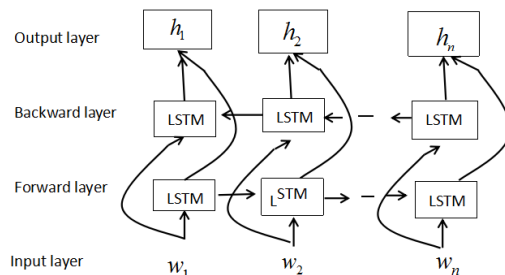 Output layer h₁ h₂ hₙ
Backward layer LSTM LSTM LSTM
Forward layer LSTM LSTM LSTM
Input layer w₁ w₂ wₙ